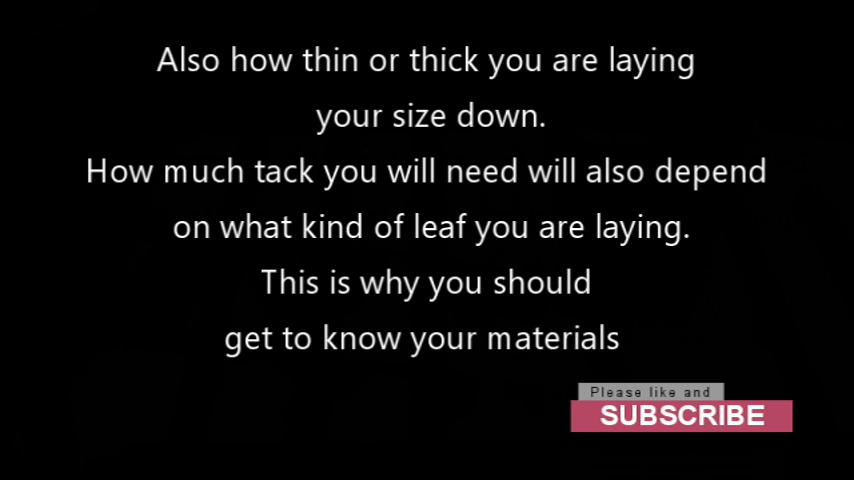 Also how thin or thick you are laying
your size down.
How much tack you will need will also depend
on what kind of leaf you are laying.
This is why you should
get to know your materials
Please like and
SUBSCRIBE